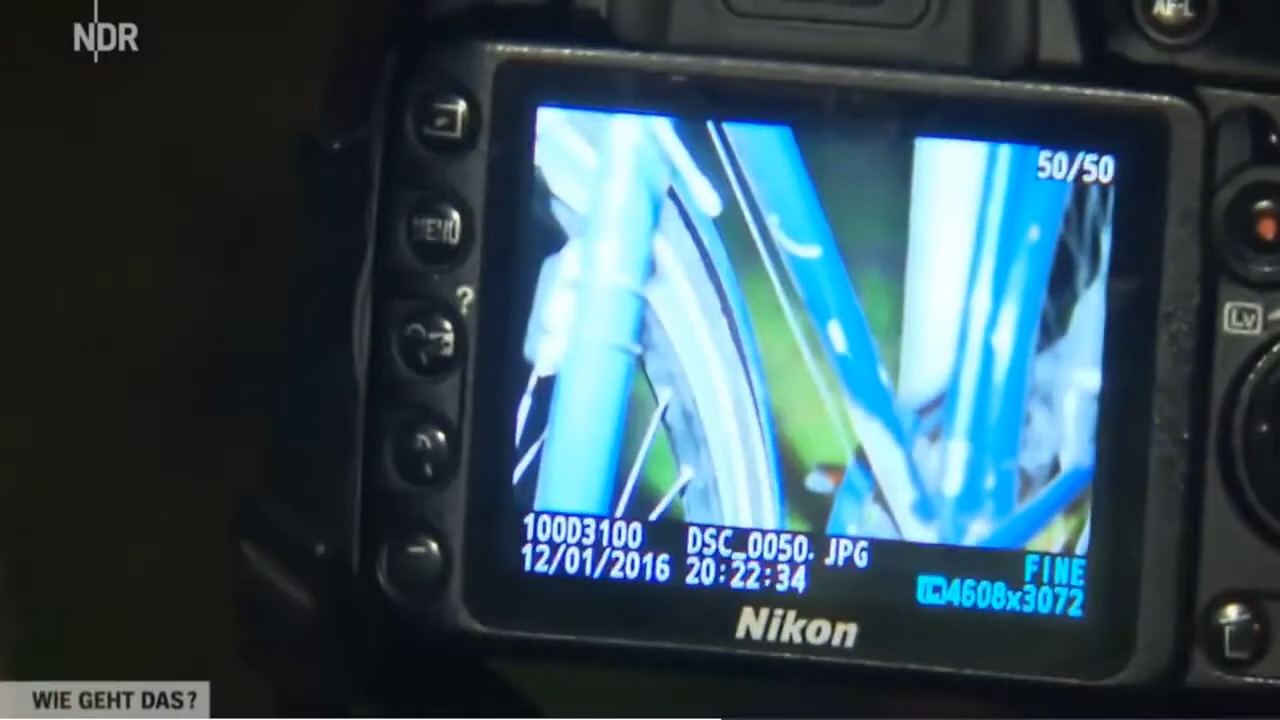 NDR
AF-L
MENU
?
50/50
Lv
100D3100 DSC_0050.JPG
12/01/2016 20:22:34
FINE
L 4608x3072
Nikon
WIE GEHT DAS?